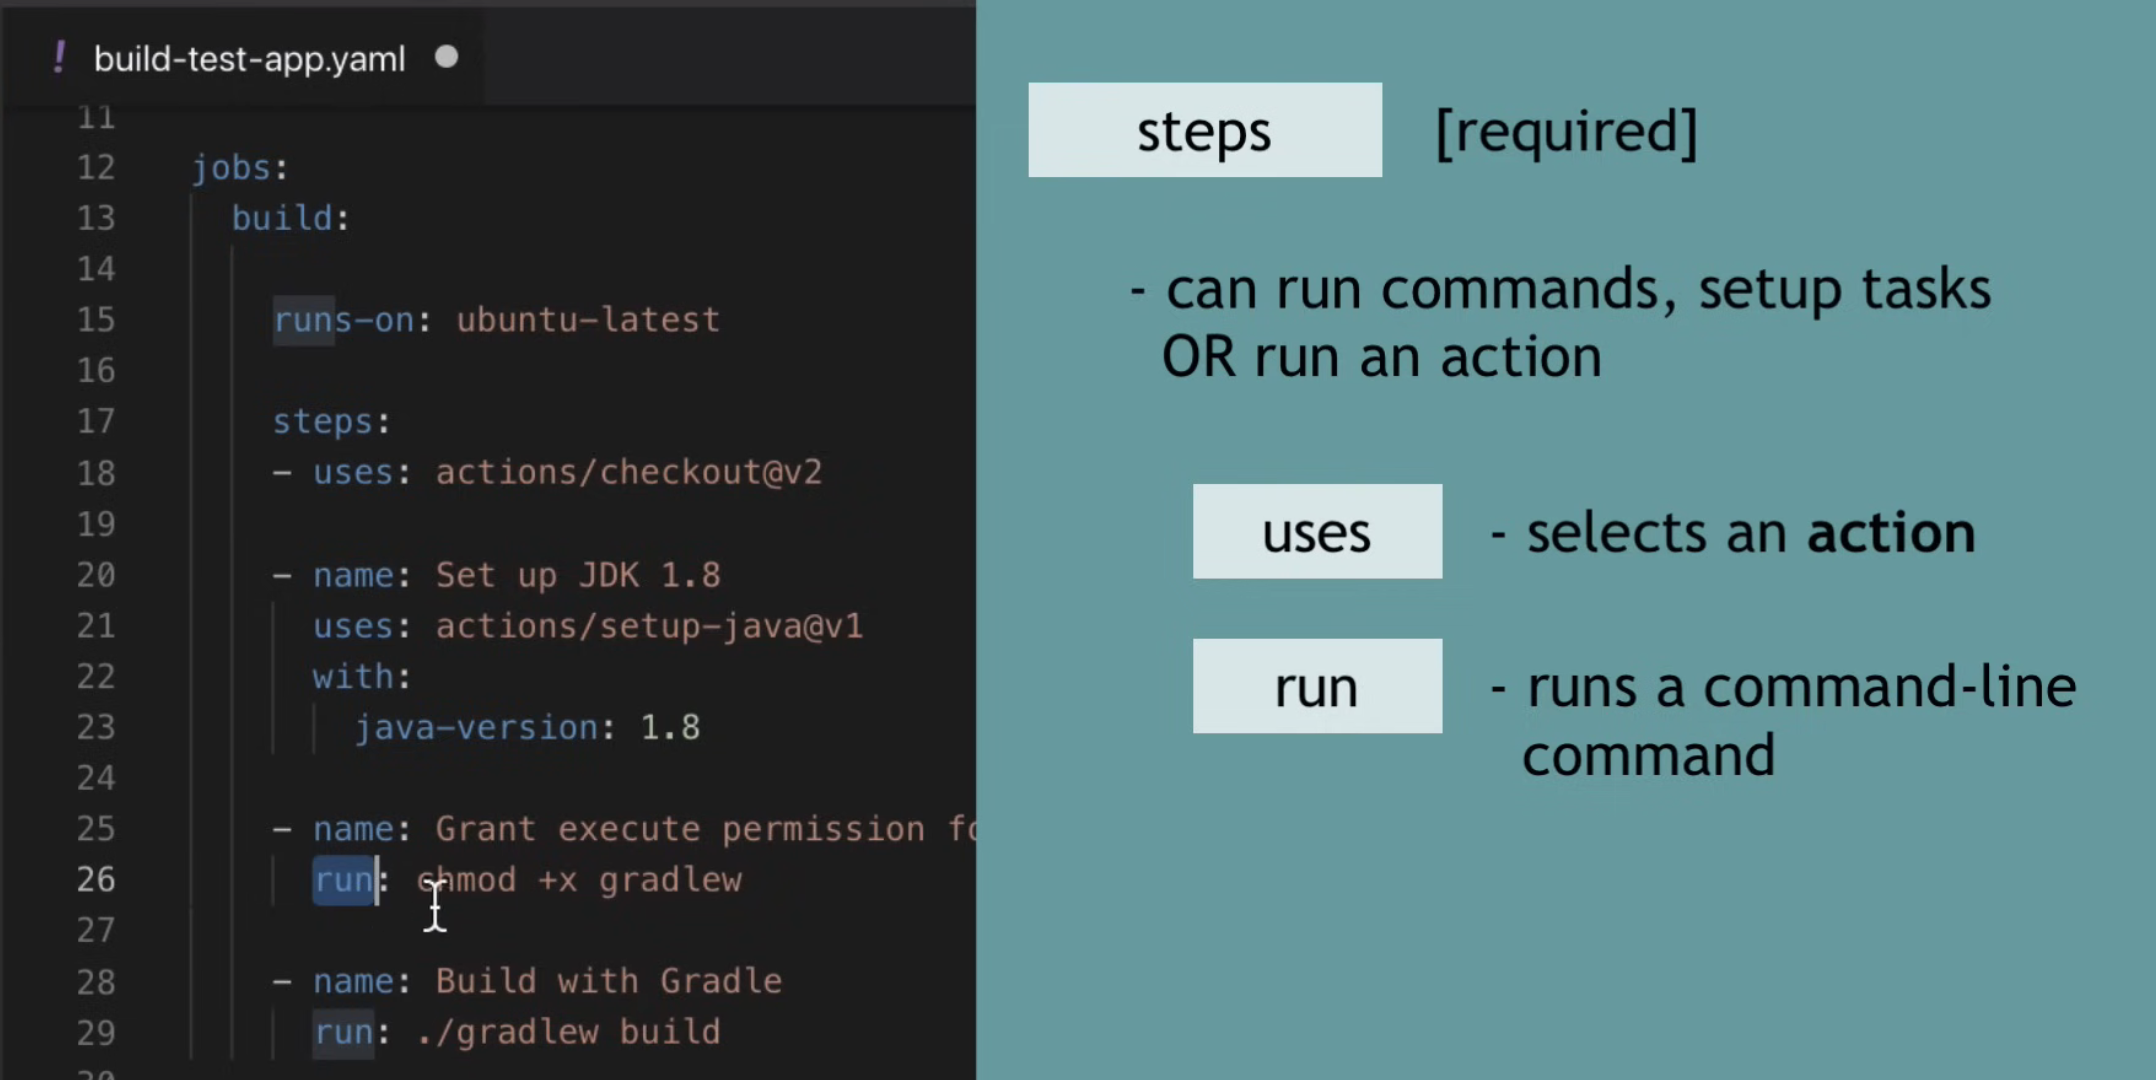 ! build-test-app.yaml
11
12 jobs:
13 build:
14
15 runs-on: ubuntu-latest
16
17 steps:
18 - uses: actions/checkout@v2
19
20 - name: Set up JDK 1.8
21 uses: actions/setup-java@v1
22 with:
23 java-version: 1.8
24
25 - name: Grant execute permission fo
26 run: chmod +x gradlew
27
28 - name: Build with Gradle
29 run: ./gradlew build
30
steps [required]
- can run commands, setup tasks
OR run an action
uses - selects an action
run - runs a command-line
command